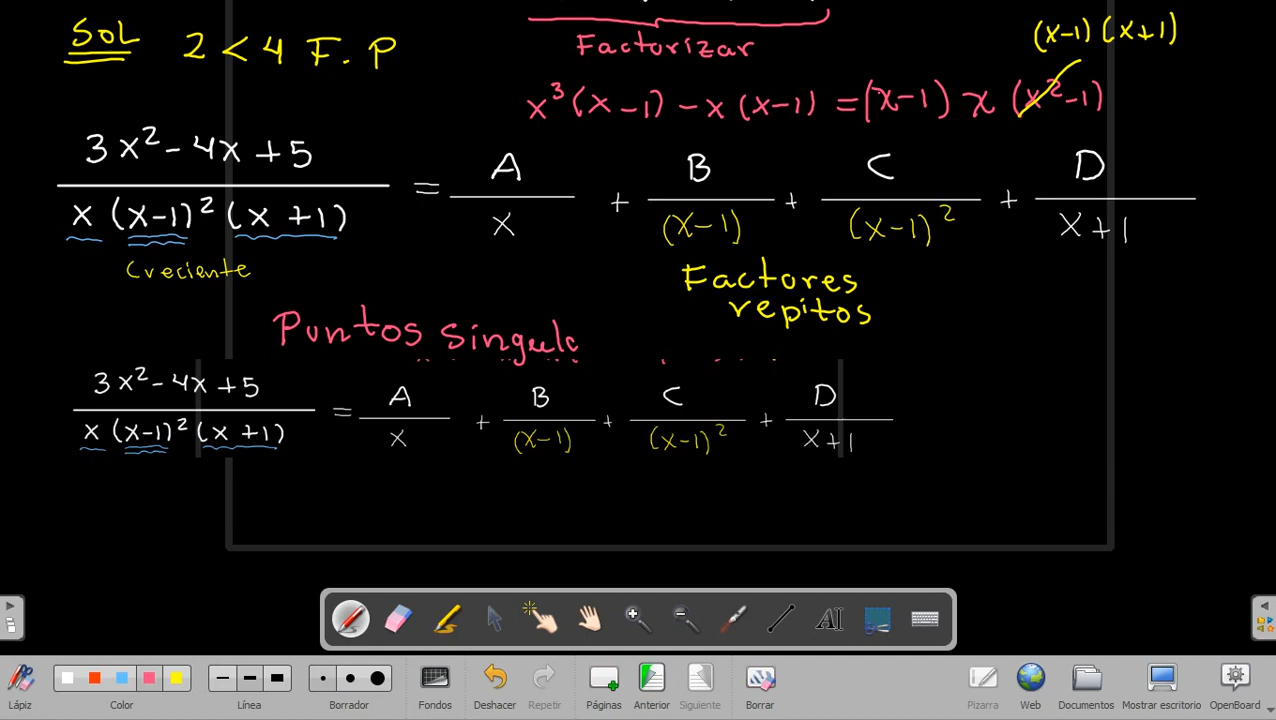 Sol 2 < 4 F. P
Factorizar
(x-1) (x+1)
x³(x-1) - x(x-1) = (x-1) x (x²-1)
3x² - 4x + 5 / x (x-1)² (x+1) = A / x + B / (x-1) + C / (x-1)² + D / x+1
Creciente
Factores
repitos
Puntos singula
3x² - 4x + 5 / x (x-1)² (x+1) = A / x + B / (x-1) + C / (x-1)² + D / x+1
AI
Lápiz Color Línea Borrador Fondos Deshacer Repetir Páginas Anterior Siguiente Borrar Pizarra Web Documentos Mostrar escritorio OpenBoard